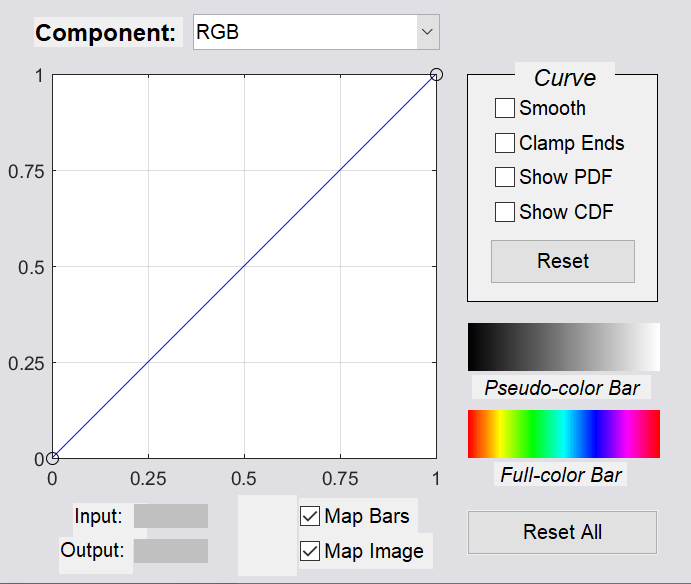 Component: RGB
Curve
Smooth
Clamp Ends
Show PDF
Show CDF
Reset
1
0.75
0.5
0.25
0
0 0.25 0.5 0.75 1
Pseudo-color Bar
Full-color Bar
Input:
Output:
Map Bars
Map Image
Reset All